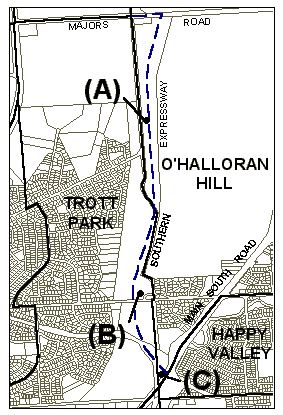 MAJORS ROAD
(A)
EXPRESSWAY
O'HALLORAN
HILL
TROTT
PARK
SOUTHERN
MAIN SOUTH ROAD
(B)
HAPPY
VALLEY
(C)